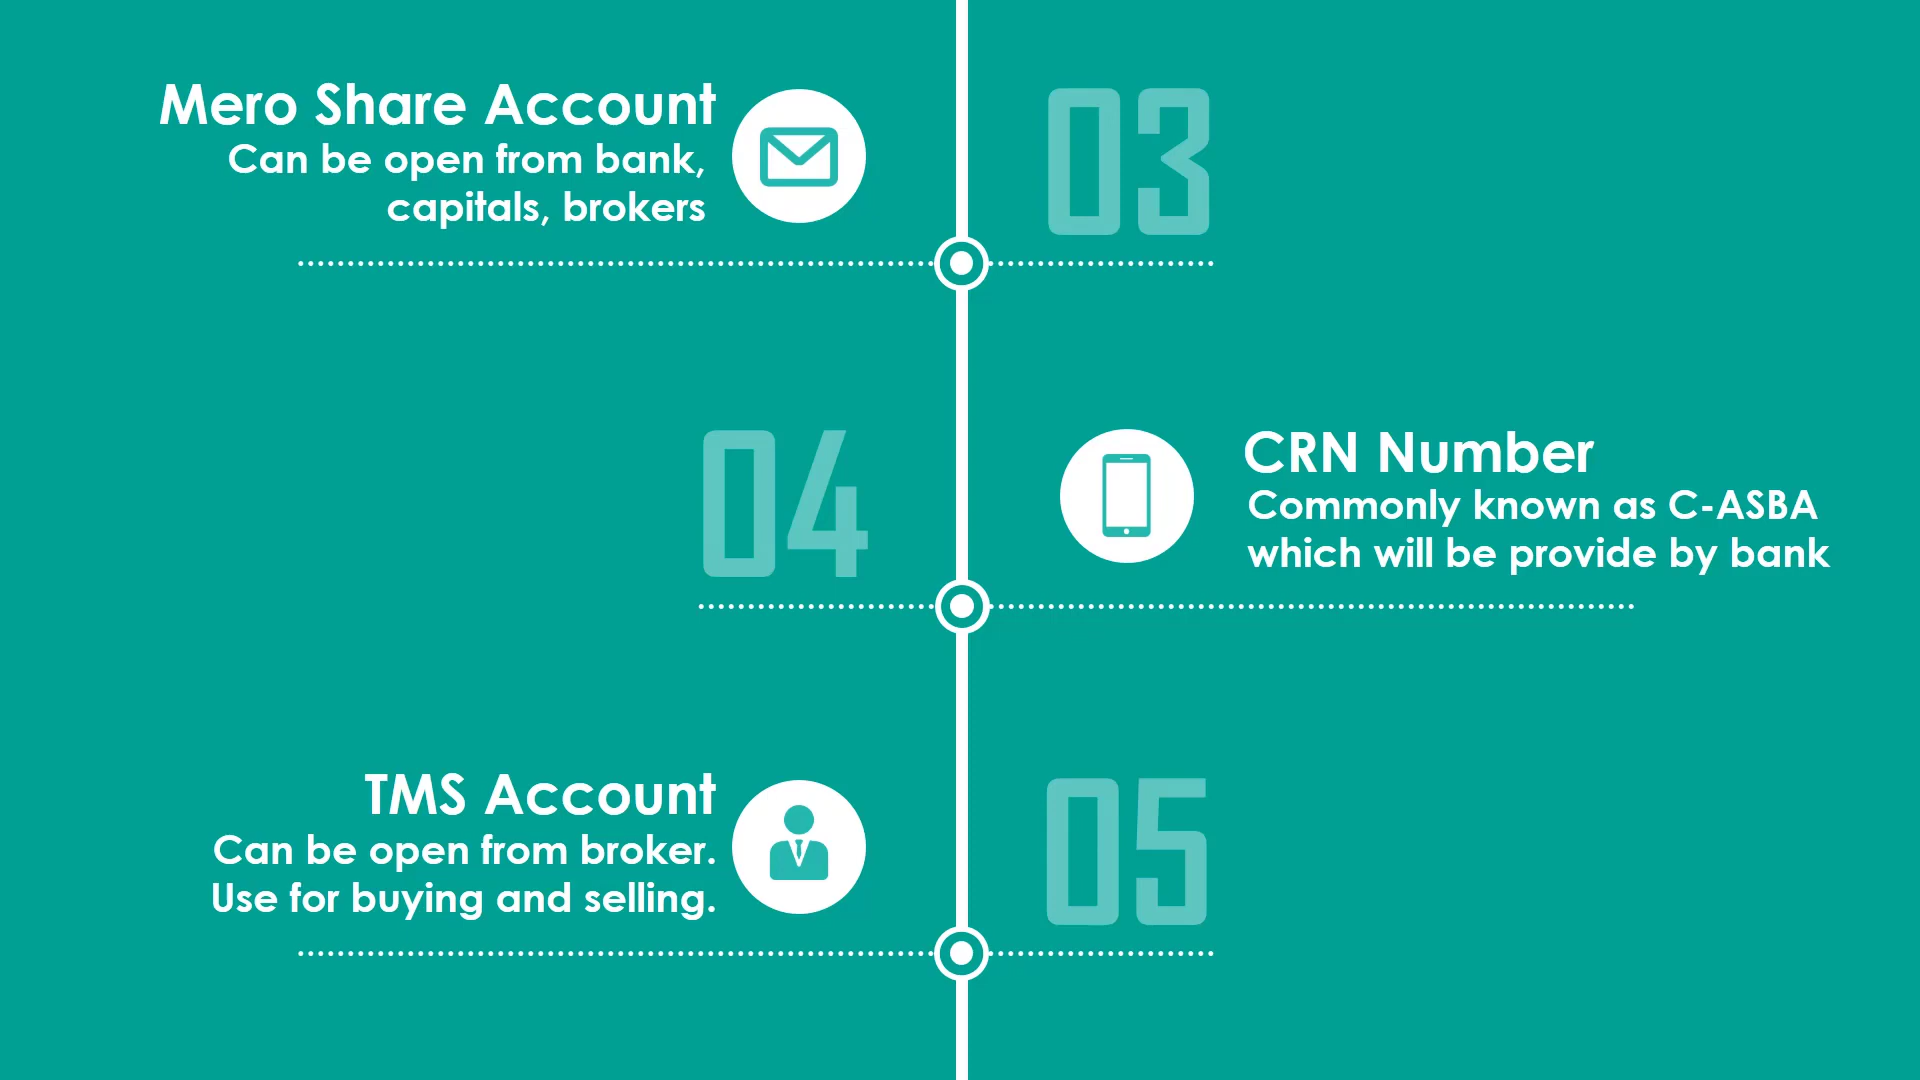 Mero Share Account
Can be open from bank,
capitals, brokers
03
04
CRN Number
Commonly known as C-ASBA
which will be provide by bank
TMS Account
Can be open from broker.
Use for buying and selling.
05